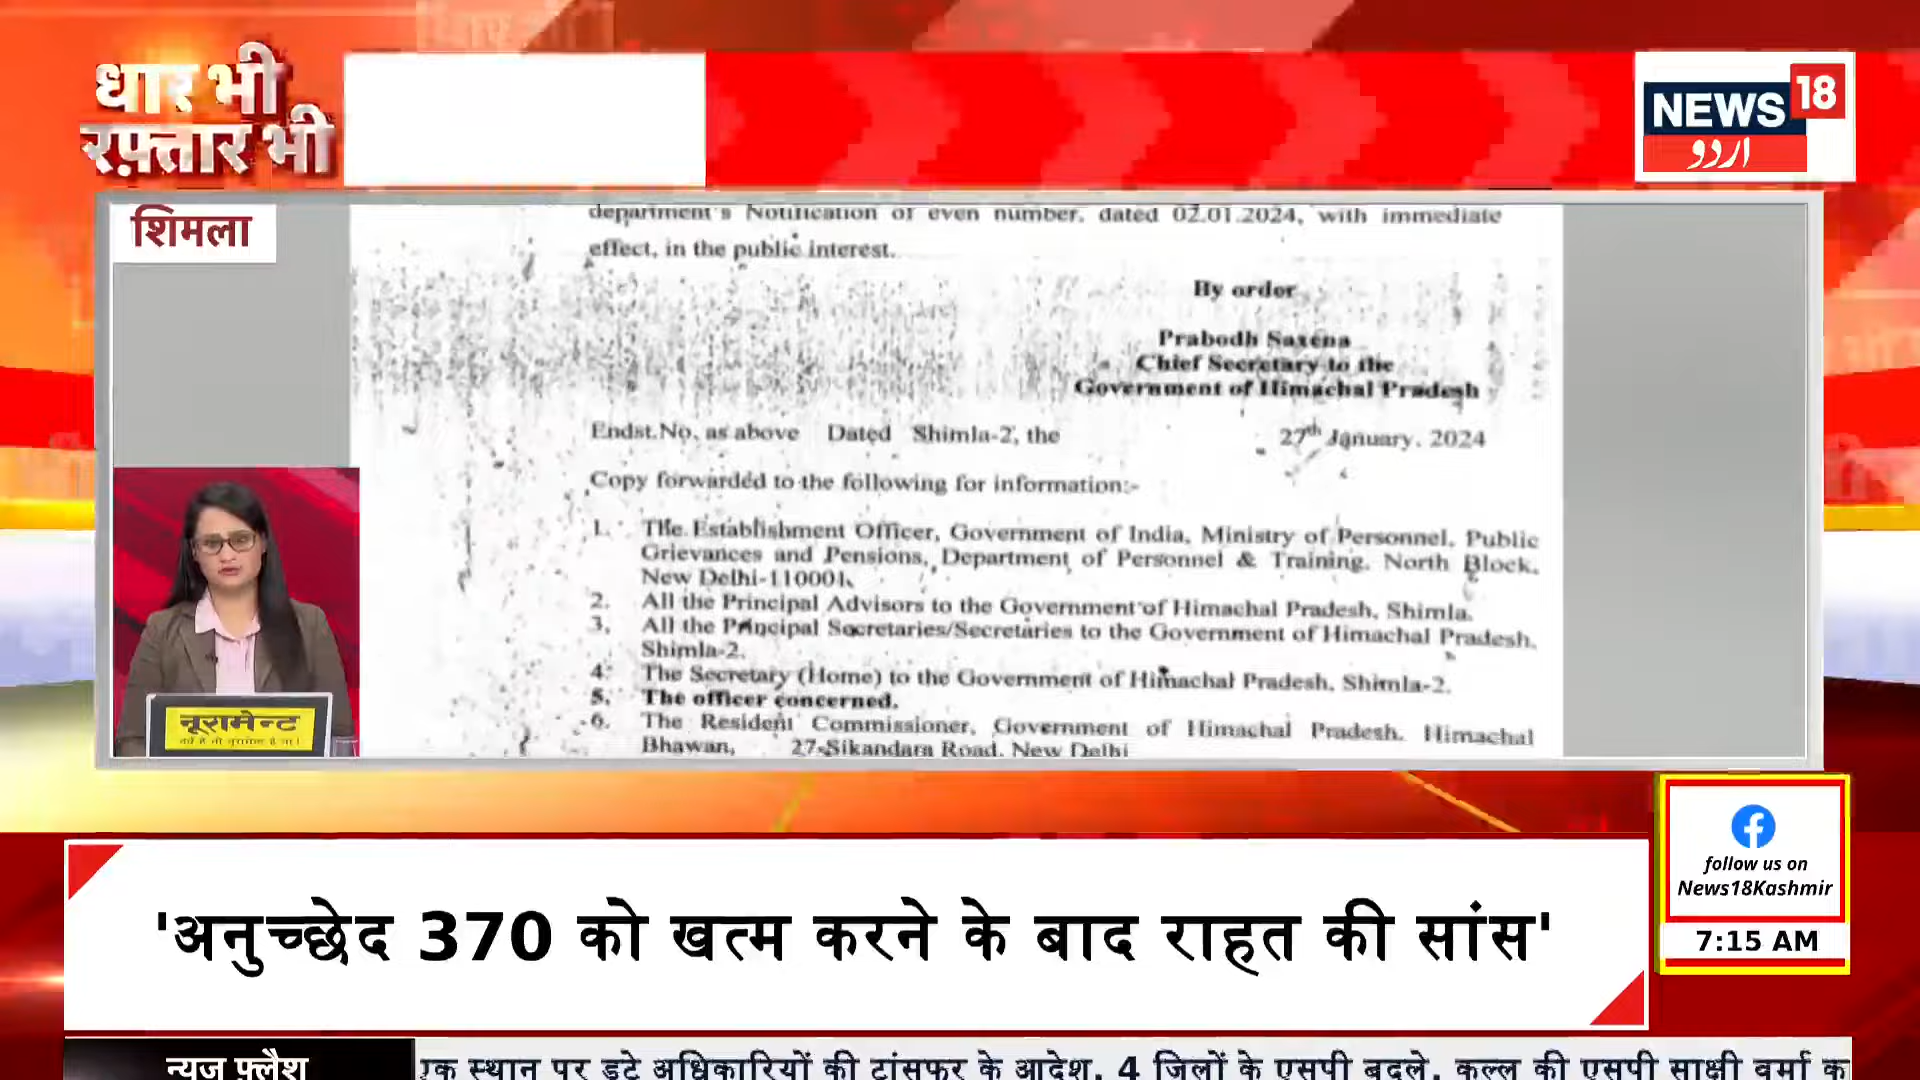 धार भी
रफ़्तार भी
NEWS 18
اردو
शिमला
department's Notification of even number, dated 02.01.2024, with immediate
effect, in the public interest.
By order
Prabodh Saxena
Chief Secretary to the
Government of Himachal Pradesh
Endst.No. as above Dated Shimla-2, the 27th January, 2024
Copy forwarded to the following for information:-
1. The Establishment Officer, Government of India, Ministry of Personnel, Public
Grievances and Pensions, Department of Personnel & Training, North Block,
New Delhi-110001.
2. All the Principal Advisors to the Government of Himachal Pradesh, Shimla.
3. All the Principal Secretaries/Secretaries to the Government of Himachal Pradesh,
Shimla-2.
4. The Secretary (Home) to the Government of Himachal Pradesh, Shimla-2.
5. The officer concerned.
6. The Resident Commissioner, Government of Himachal Pradesh, Himachal
Bhawan, 27-Sikandara Road, New Delhi
नूरामेन्ट
follow us on
News18Kashmir
7:15 AM
'अनुच्छेद 370 को खत्म करने के बाद राहत की सांस'
न्यूज फ़्लैश
एक स्थान पर डटे अधिकारियों की ट्रांसफर के आदेश, 4 जिलों के एसपी बदले, कुल्लू की एसपी साक्षी वर्मा क